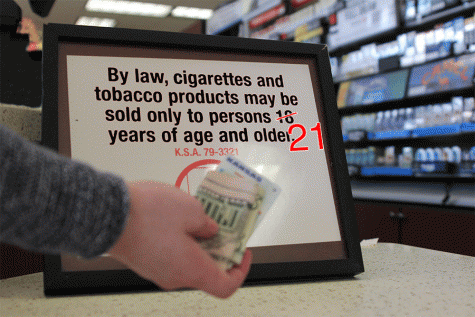 By law, cigarettes and
tobacco products may be
sold only to persons 18
years of age and older.
21
K.S.A. 79-3321
KANSAS